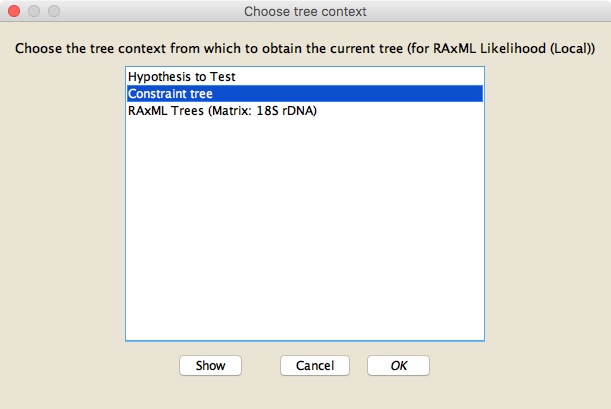 Choose tree context
Choose the tree context from which to obtain the current tree (for RAxML Likelihood (Local))
Hypothesis to Test
Constraint tree
RAxML Trees (Matrix: 18S rDNA)
Show
Cancel
OK